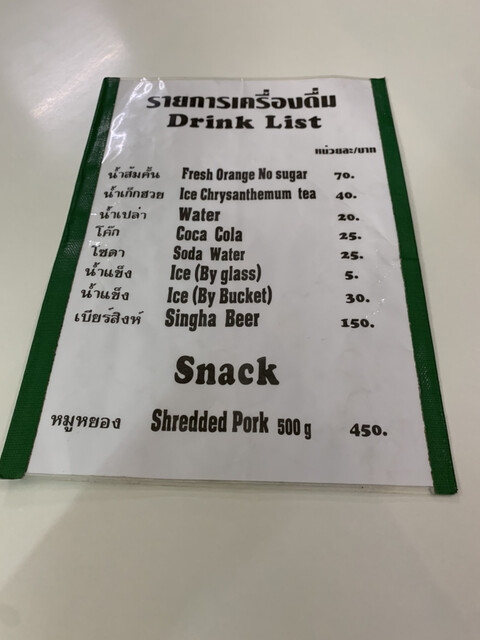 รายการเครื่องดื่ม
Drink List
หน่วยละ/บาท
น้ำส้มคั้น Fresh Orange No sugar 70.
น้ำเก็กฮวย Ice Chrysanthemum tea 40.
น้ำเปล่า Water 20.
โค๊ก Coca Cola 25.
โซดา Soda Water 25.
น้ำแข็ง Ice (By glass) 5.
น้ำแข็ง Ice (By Bucket) 30.
เบียร์สิงห์ Singha Beer 150.
Snack
หมูหยอง Shredded Pork 500 g 450.